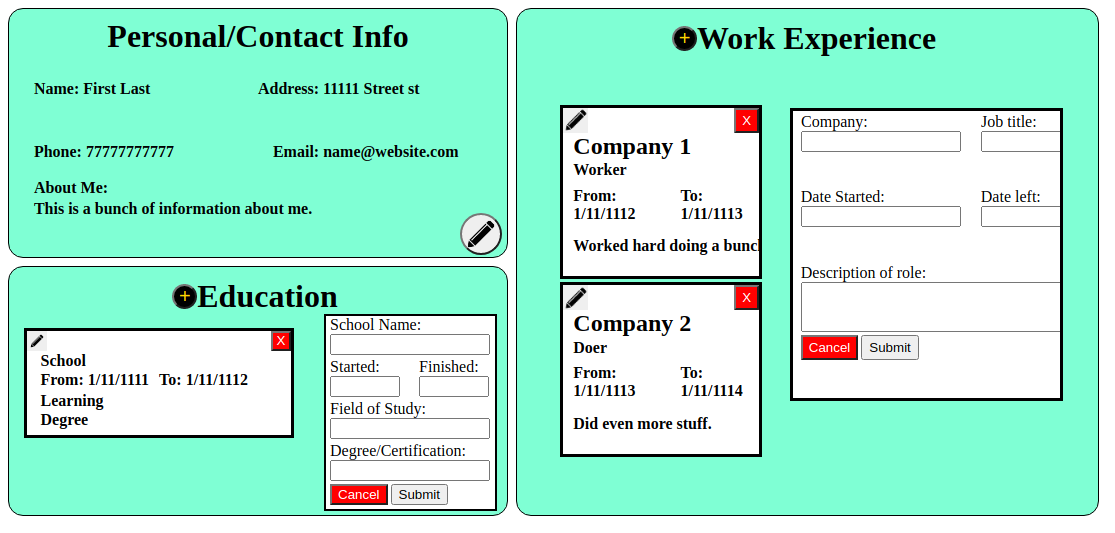 Personal/Contact Info
Name: First Last
Address: 11111 Street st
Phone: 77777777777
Email: name@website.com
About Me:
This is a bunch of information about me.
+Education
X
School
From: 1/11/1111 To: 1/11/1112
Learning
Degree
School Name:
Started:
Finished:
Field of Study:
Degree/Certification:
Cancel
Submit
+Work Experience
X
Company 1
Worker
From:
1/11/1112
To:
1/11/1113
Worked hard doing a bunch
X
Company 2
Doer
From:
1/11/1113
To:
1/11/1114
Did even more stuff.
Company:
Job title:
Date Started:
Date left:
Description of role:
Cancel
Submit